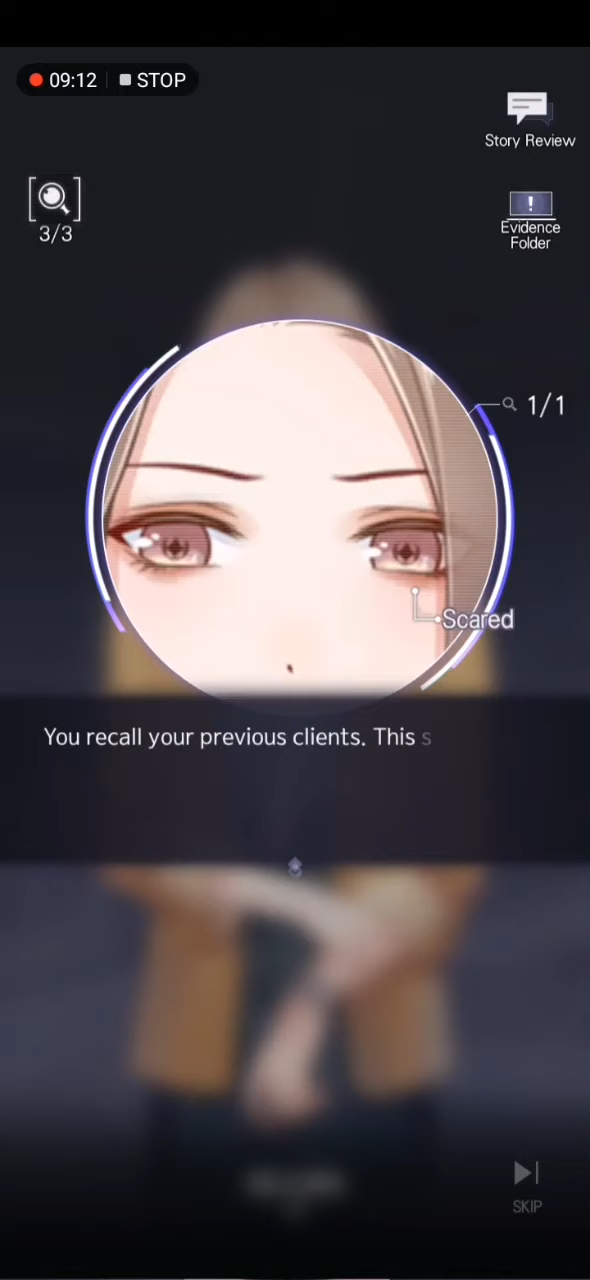 09:12 STOP
Story Review
3/3
!
Evidence
Folder
1/1
Scared
You recall your previous clients. This s
SKIP